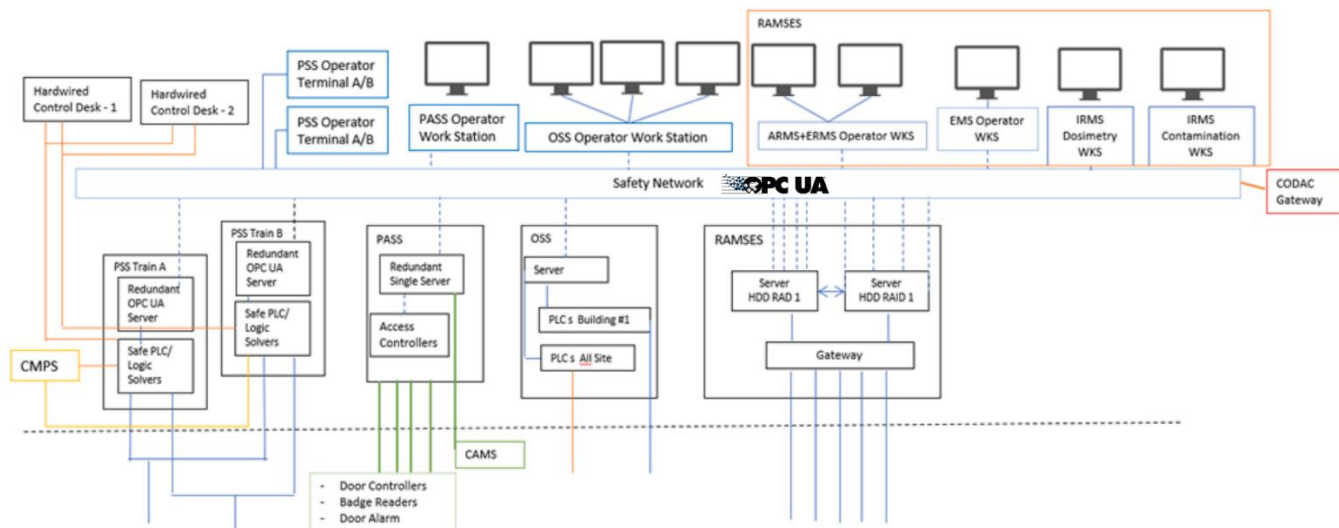 RAMSES
Hardwired
Control Desk - 1
Hardwired
Control Desk - 2
PSS Operator
Terminal A/B
PSS Operator
Terminal A/B
PASS Operator
Work Station
OSS Operator Work Station
ARMS+ERMS Operator WKS
EMS Operator
WKS
IRMS
Dosimetry
WKS
IRMS
Contamination
WKS
Safety Network
OPC UA
CODAC
Gateway
PSS Train A
Redundant
OPC UA
Server
Safe PLC/
Logic
Solvers
PSS Train B
Redundant
OPC UA
Server
Safe PLC/
Logic
Solvers
CMPS
PASS
Redundant
Single Server
Access
Controllers
OSS
Server
PLC s Building #1
PLC s All Site
RAMSES
Server
HDD RAD 1
Server
HDD RAID 1
Gateway
CAMS
- Door Controllers
- Badge Readers
- Door Alarm